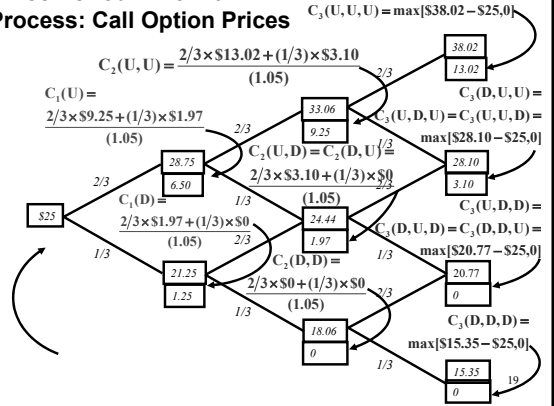 Process: Call Option Prices
C₃(U,U,U) = max[$38.02 − $25,0]
38.02
13.02
C₂(U,U) = 2/3×$13.02+(1/3)×$3.10
(1.05)
2/3
C₃(D,U,U) =
C₃(U,D,U) = C₃(U,U,D) =
max[$28.10 − $25,0]
C₁(U) =
2/3×$9.25+(1/3)×$1.97
(1.05)
33.06
9.25
2/3
1/3
28.75
6.50
C₂(U,D) = C₂(D,U) =
2/3×$3.10+(1/3)×$0
(1.05)
28.10
3.10
2/3
1/3
2/3
C₁(D) =
2/3×$1.97+(1/3)×$0
(1.05)
2/3
$25
24.44
1.97
C₃(U,D,D) =
C₃(D,U,D) = C₃(D,D,U) =
max[$20.77 − $25,0]
1/3
1/3
21.25
1.25
C₂(D,D) =
2/3×$0+(1/3)×$0
(1.05)
20.77
0
2/3
1/3
18.06
0
C₃(D,D,D) =
max[$15.35 − $25,0]
1/3
15.35
0
19